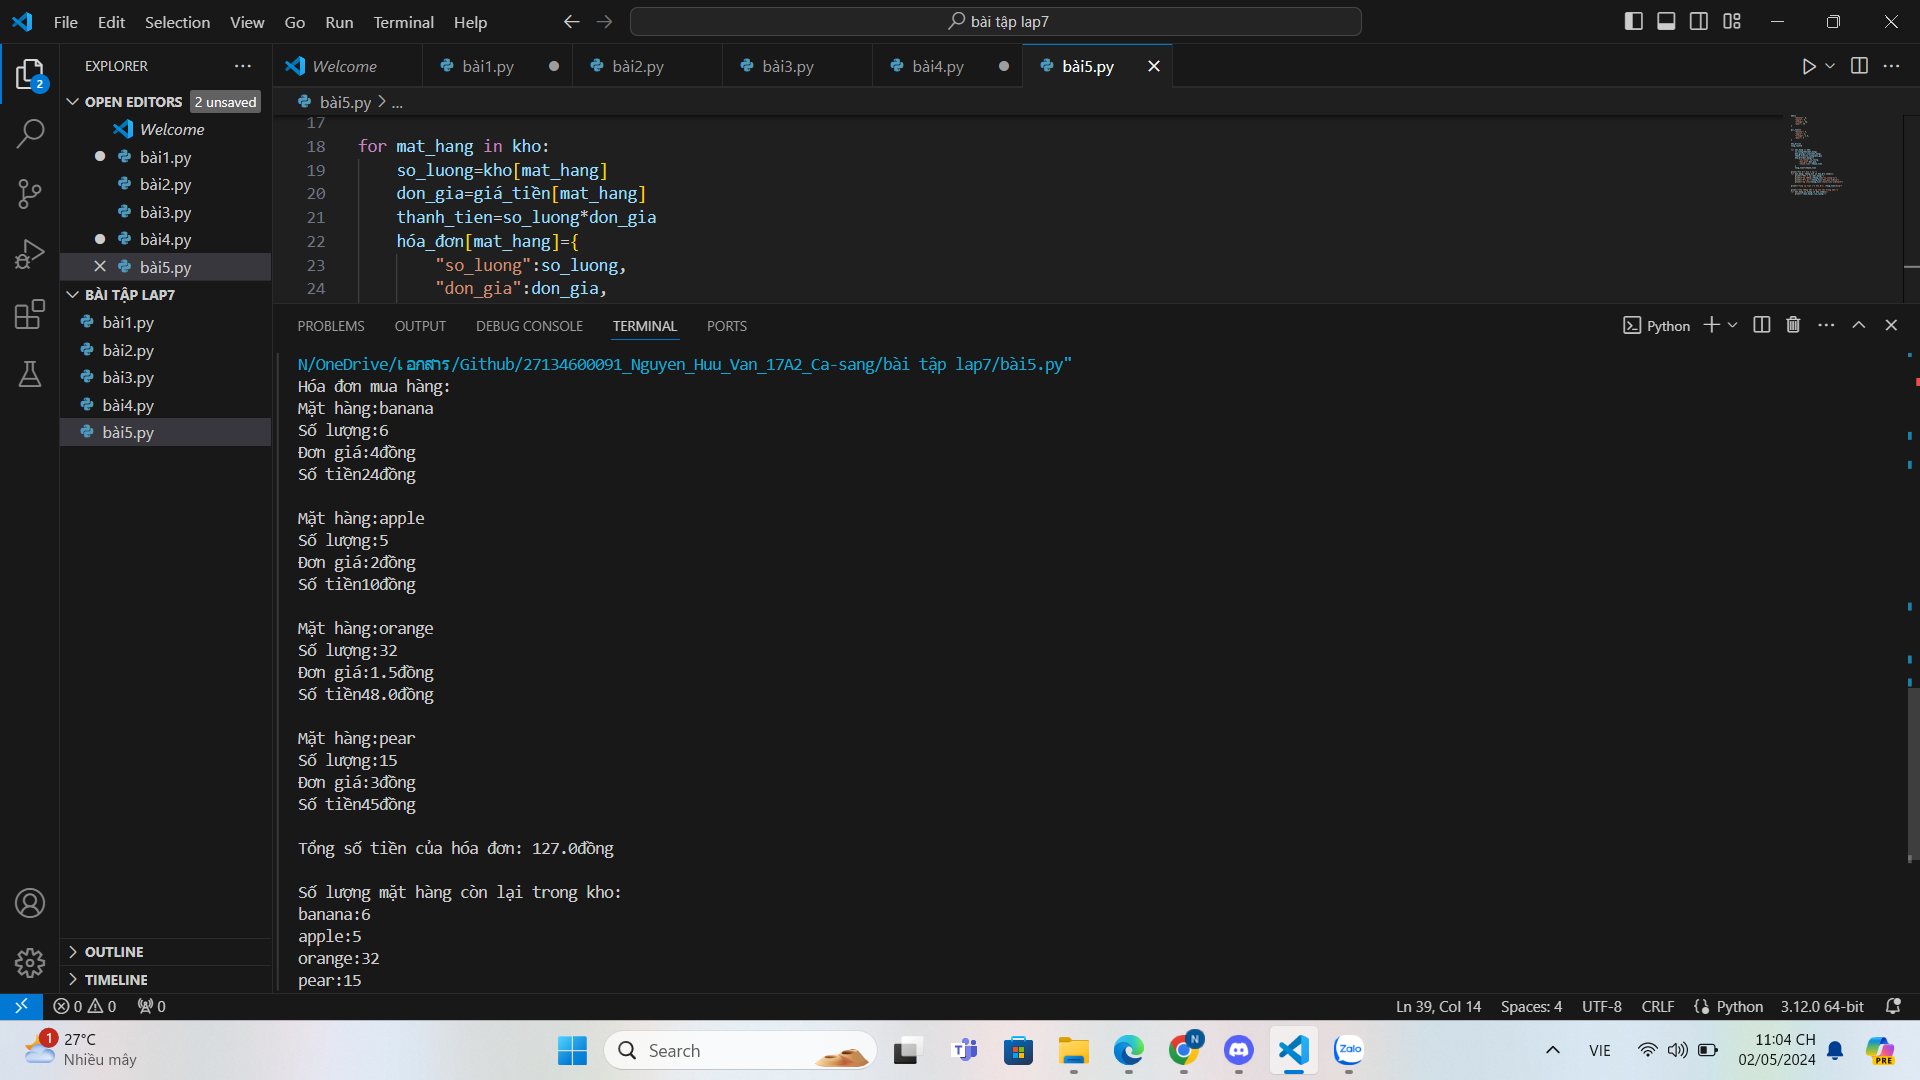 File Edit Selection View Go Run Terminal Help
bài tập lap7
EXPLORER
Welcome bài1.py bài2.py bài3.py bài4.py bài5.py
OPEN EDITORS 2 unsaved
Welcome
bài1.py
bài2.py
bài3.py
bài4.py
bài5.py
BÀI TẬP LAP7
bài1.py
bài2.py
bài3.py
bài4.py
bài5.py
OUTLINE
TIMELINE
bài5.py > ...
17
18 for mat_hang in kho:
19 so_luong=kho[mat_hang]
20 don_gia=giá_tiền[mat_hang]
21 thanh_tien=so_luong*don_gia
22 hóa_đơn[mat_hang]={
23 "so_luong":so_luong,
24 "don_gia":don_gia,
PROBLEMS OUTPUT DEBUG CONSOLE TERMINAL PORTS
Python
N/OneDrive/เอกสาร/Github/27134600091_Nguyen_Huu_Van_17A2_Ca-sang/bài tập lap7/bài5.py"
Hóa đơn mua hàng:
Mặt hàng:banana
Số lượng:6
Đơn giá:4đồng
Số tiền24đồng
Mặt hàng:apple
Số lượng:5
Đơn giá:2đồng
Số tiền10đồng
Mặt hàng:orange
Số lượng:32
Đơn giá:1.5đồng
Số tiền48.0đồng
Mặt hàng:pear
Số lượng:15
Đơn giá:3đồng
Số tiền45đồng
Tổng số tiền của hóa đơn: 127.0đồng
Số lượng mặt hàng còn lại trong kho:
banana:6
apple:5
orange:32
pear:15
0 0 0
Ln 39, Col 14 Spaces: 4 UTF-8 CRLF Python 3.12.0 64-bit
27°C
Nhiều mây
Search
Zalo
VIE
11:04 CH
02/05/2024
PRE